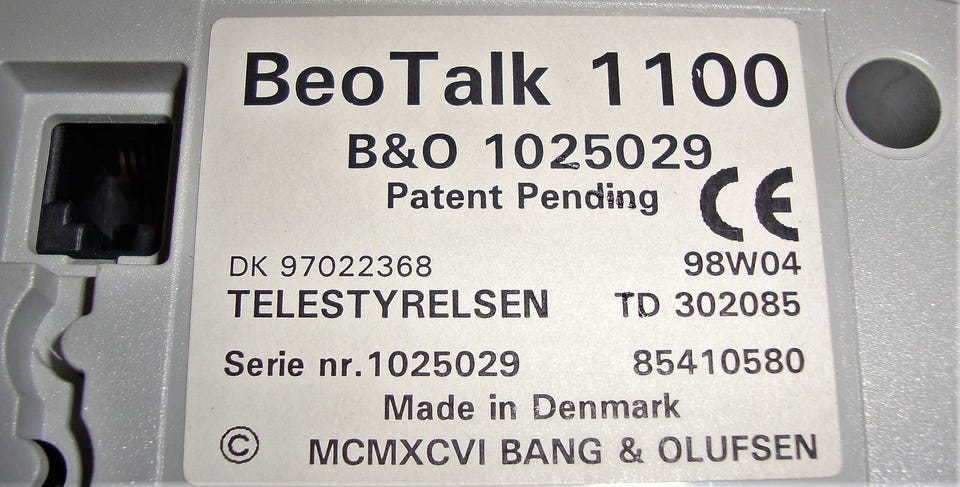 BeoTalk 1100
B&O 1025029
Patent Pending
CE
DK 97022368 98W04
TELESTYRELSEN TD 302085
Serie nr. 1025029 85410580
Made in Denmark
© MCMXCVI BANG & OLUFSEN